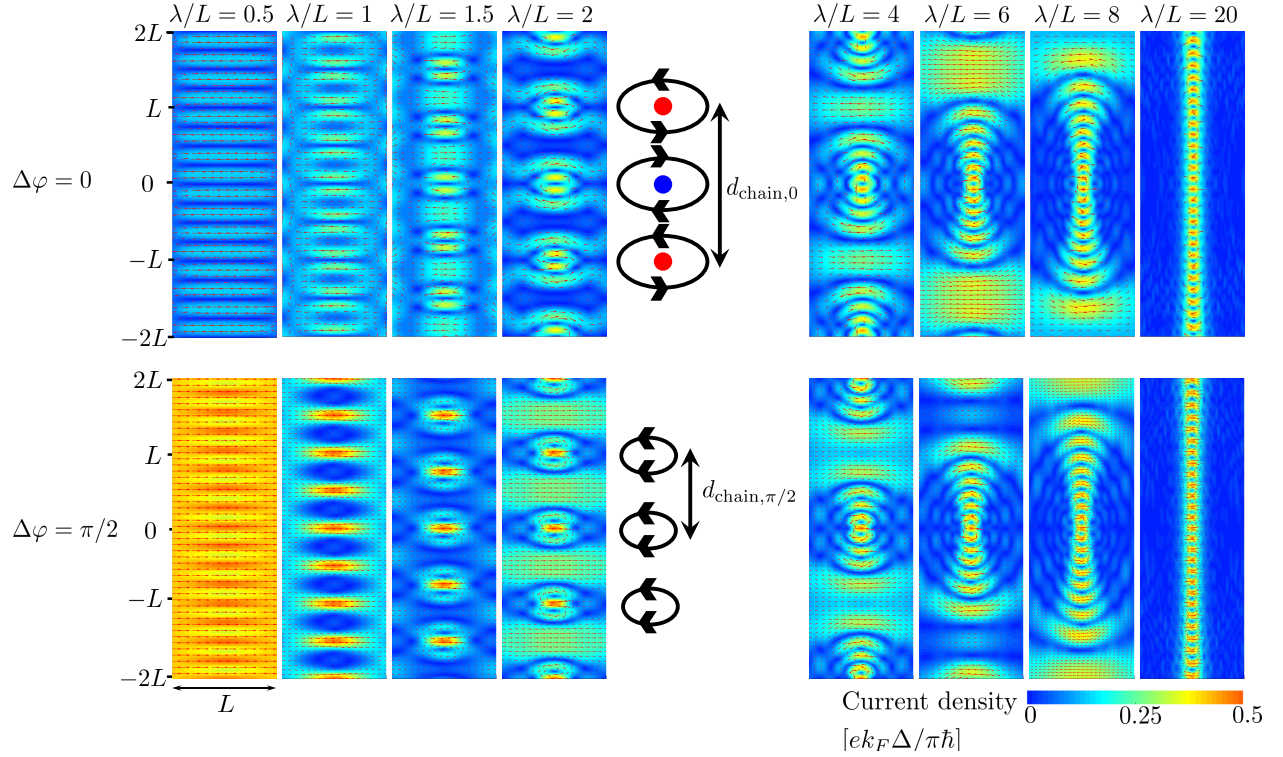 λ/L = 0.5 λ/L = 1 λ/L = 1.5 λ/L = 2 λ/L = 4 λ/L = 6 λ/L = 8 λ/L = 20
2L
L
Δφ = 0
0
d_chain,0
−L
−2L
2L
L
d_chain,π/2
Δφ = π/2
0
−L
−2L
L
Current density
0 0.25 0.5
[ek_FΔ/πħ]